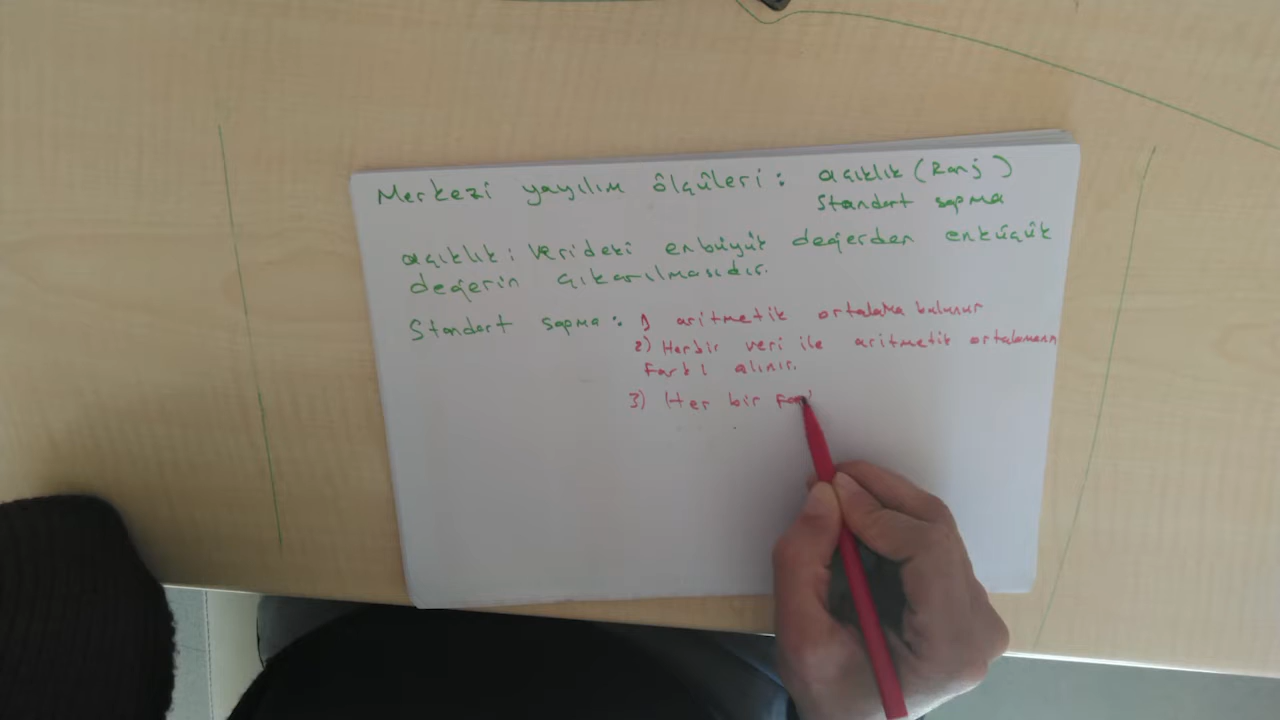 Merkezi yayılım ölçüleri: açıklık (Ranj)
Standart sapma
açıklık: Verideki enbüyük değerden enküçük
değerin çıkarılmasıdır.
Standart sapma: 1) aritmetik ortalama bulunur
2) Herbir veri ile aritmetik ortalamanın
farkı alınır.
3) Her bir